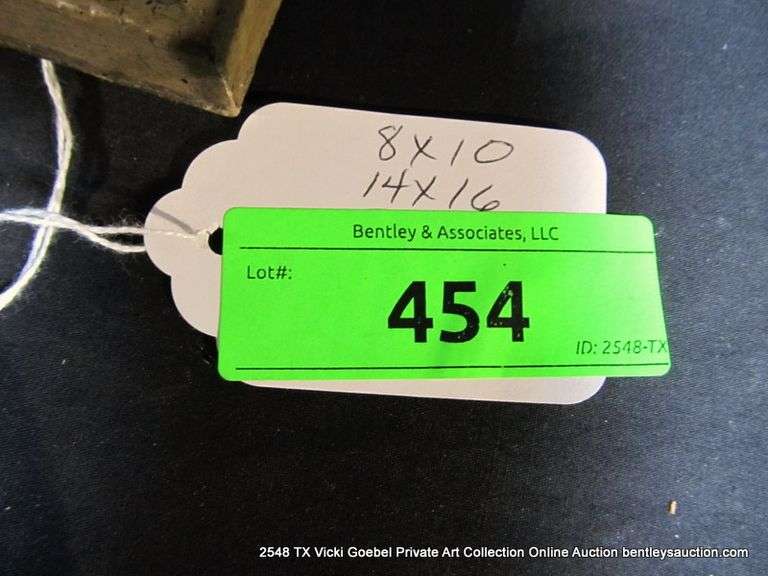 8X10
14X16
Bentley & Associates, LLC
Lot#:
454
ID: 2548-TX
2548 TX Vicki Goebel Private Art Collection Online Auction bentleysauction.com